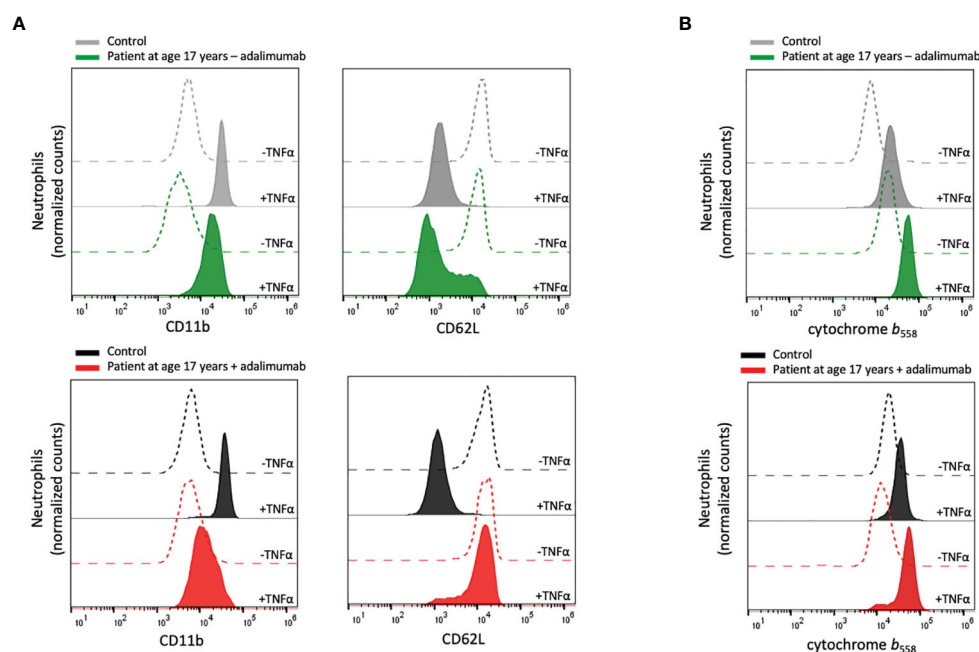 A
Control
Patient at age 17 years – adalimumab
Neutrophils
(normalized counts)
-TNFα
+TNFα
-TNFα
+TNFα
10¹ 10² 10³ 10⁴ 10⁵ 10⁶
CD11b
-TNFα
+TNFα
-TNFα
+TNFα
10¹ 10² 10³ 10⁴ 10⁵ 10⁶
CD62L
Control
Patient at age 17 years + adalimumab
Neutrophils
(normalized counts)
-TNFα
+TNFα
-TNFα
+TNFα
10¹ 10² 10³ 10⁴ 10⁵ 10⁶
CD11b
-TNFα
+TNFα
-TNFα
+TNFα
10¹ 10² 10³ 10⁴ 10⁵ 10⁶
CD62L
B
Control
Patient at age 17 years – adalimumab
Neutrophils
(normalized counts)
-TNFα
+TNFα
-TNFα
+TNFα
10¹ 10² 10³ 10⁴ 10⁵ 10⁶
cytochrome b₅₅₈
Control
Patient at age 17 years + adalimumab
Neutrophils
(normalized counts)
-TNFα
+TNFα
-TNFα
+TNFα
10¹ 10² 10³ 10⁴ 10⁵ 10⁶
cytochrome b₅₅₈